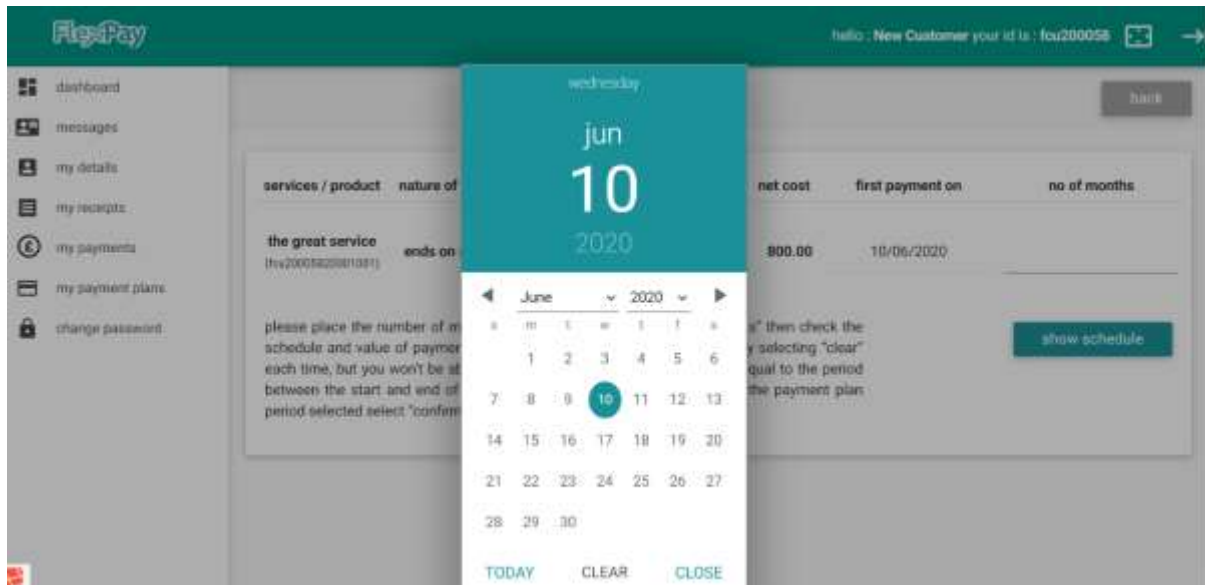 FlexiPay
hello : New Customer your id is : fcu200058
dashboard
messages
my details
my receipts
my payments
my payment plans
change password
back
services / product nature of net cost first payment on no of months
the great service ends on 800.00 10/06/2020
please place the number of m s" then check the
schedule and value of paymen y selecting "clear"
each time, but you won't be ab qual to the period
between the start and end of the payment plan
period selected select "confirm
show schedule
wednesday
jun
10
2020
June 2020
s m t w t f s
1 2 3 4 5 6
7 8 9 10 11 12 13
14 15 16 17 18 19 20
21 22 23 24 25 26 27
28 29 30
TODAY CLEAR CLOSE